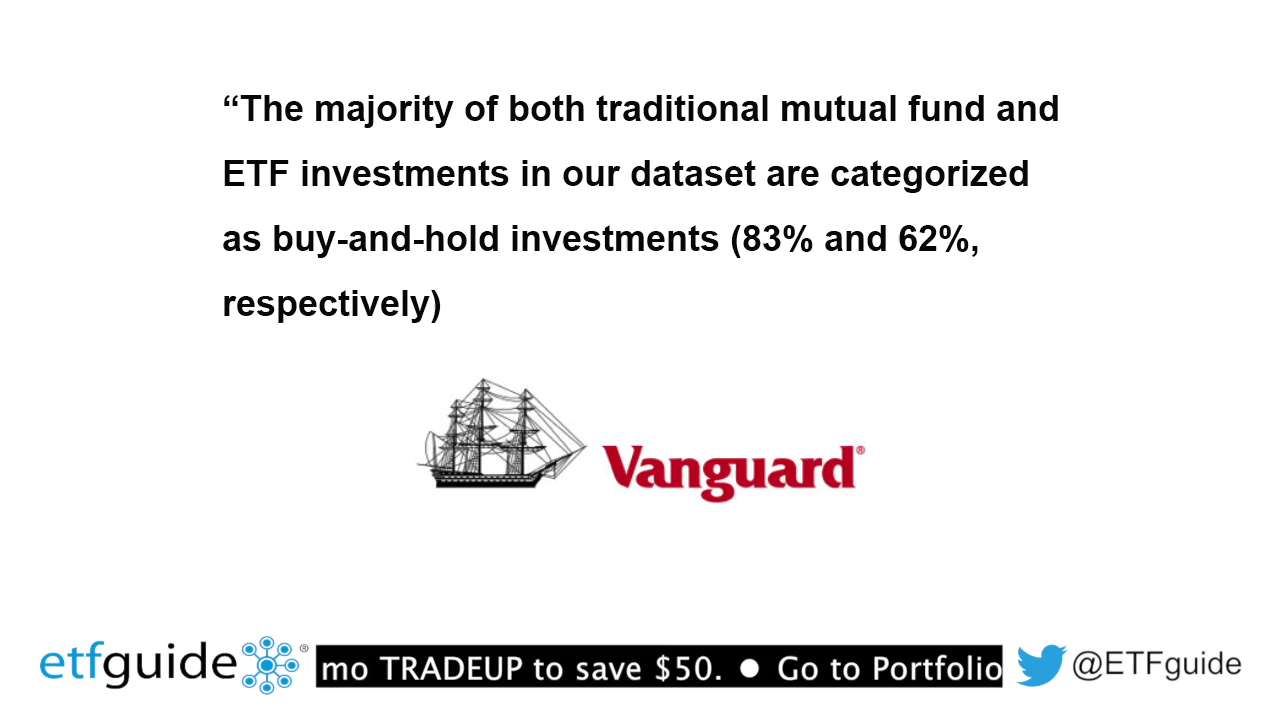 “The majority of both traditional mutual fund and
ETF investments in our dataset are categorized
as buy-and-hold investments (83% and 62%,
respectively)
Vanguard®
etfguide® mo TRADEUP to save $50. ● Go to Portfolio @ETFguide